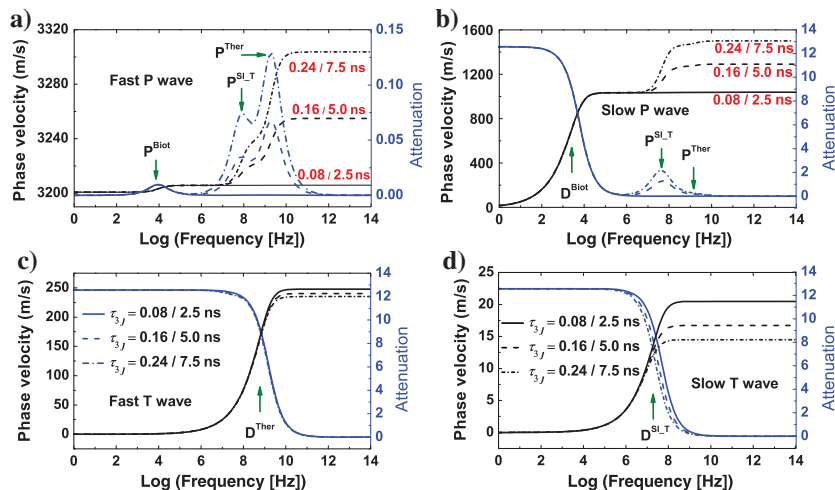 a)
Phase velocity (m/s)
3320
3280
3240
3200
Fast P wave
P^Biot
P^SI_T
P^Ther
0.24 / 7.5 ns
0.16 / 5.0 ns
0.08 / 2.5 ns
0.15
0.10
0.05
0.00
Attenuation
0 2 4 6 8 10 12 14
Log (Frequency [Hz])
b)
Phase velocity (m/s)
1600
1200
800
400
0
Slow P wave
D^Biot
P^SI_T
P^Ther
0.24 / 7.5 ns
0.16 / 5.0 ns
0.08 / 2.5 ns
14
12
10
8
6
4
2
0
Attenuation
0 2 4 6 8 10 12 14
Log (Frequency [Hz])
c)
Phase velocity (m/s)
250
200
150
100
50
0
τ3J = 0.08 / 2.5 ns
τ3J = 0.16 / 5.0 ns
τ3J = 0.24 / 7.5 ns
Fast T wave
D^Ther
14
12
10
8
6
4
2
0
Attenuation
0 2 4 6 8 10 12 14
Log (Frequency [Hz])
d)
Phase velocity (m/s)
25
20
15
10
5
0
τ3J = 0.08 / 2.5 ns
τ3J = 0.16 / 5.0 ns
τ3J = 0.24 / 7.5 ns
Slow T wave
D^SI_T
14
12
10
8
6
4
2
0
Attenuation
0 2 4 6 8 10 12 14
Log (Frequency [Hz])